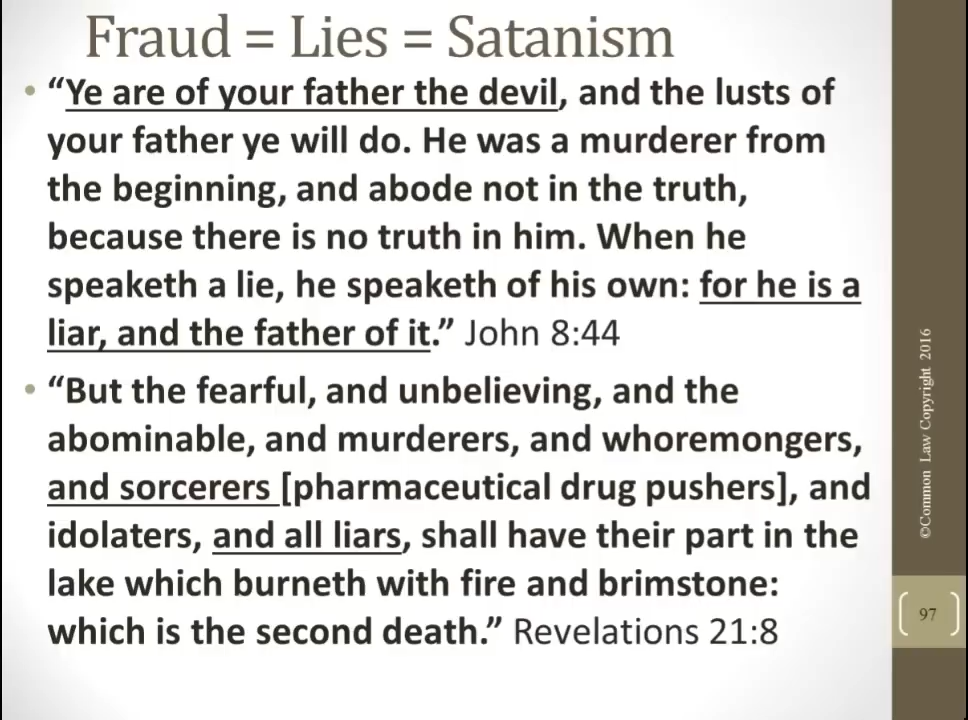 Fraud = Lies = Satanism
• “Ye are of your father the devil, and the lusts of
your father ye will do. He was a murderer from
the beginning, and abode not in the truth,
because there is no truth in him. When he
speaketh a lie, he speaketh of his own: for he is a
liar, and the father of it.” John 8:44
• “But the fearful, and unbelieving, and the
abominable, and murderers, and whoremongers,
and sorcerers [pharmaceutical drug pushers], and
idolaters, and all liars, shall have their part in the
lake which burneth with fire and brimstone:
which is the second death.” Revelations 21:8
©Common Law Copyright 2016
97